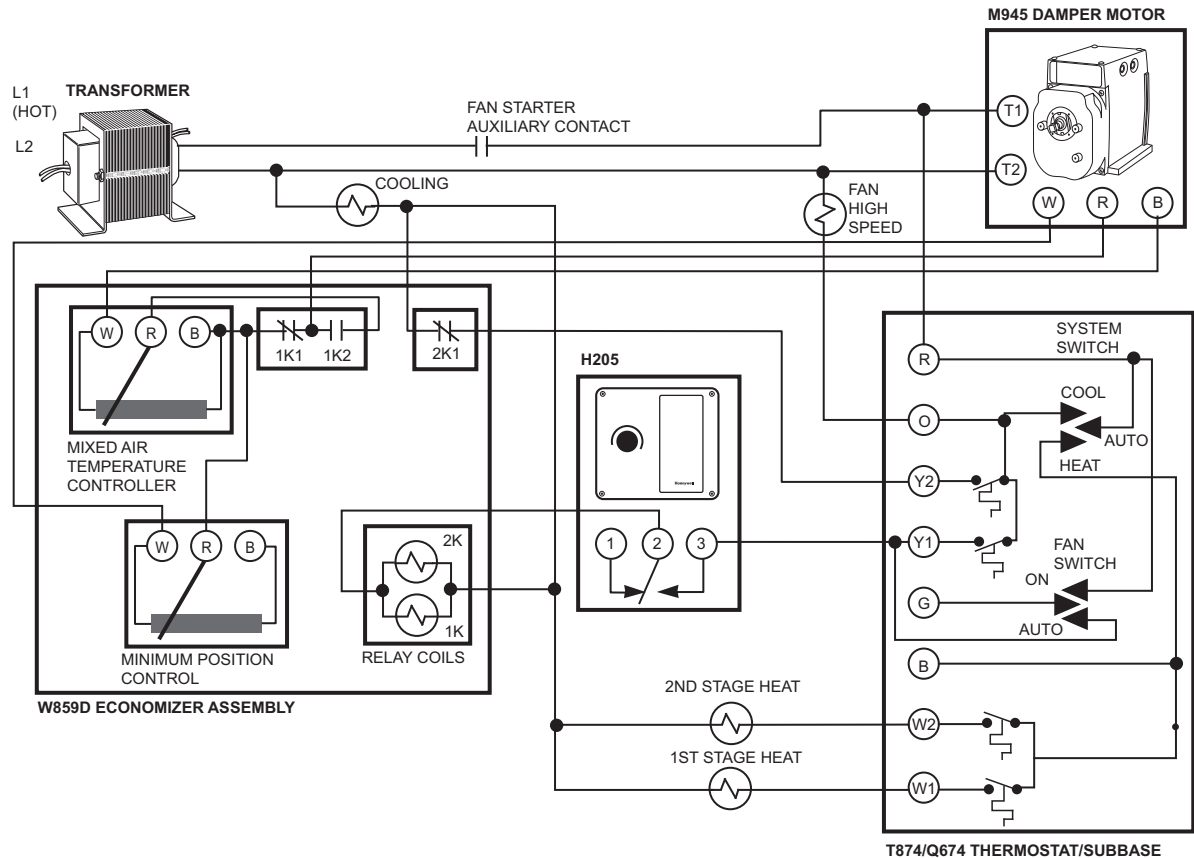 M945 DAMPER MOTOR
L1
(HOT)
TRANSFORMER
L2
FAN STARTER
AUXILIARY CONTACT
T1
T2
COOLING
FAN
HIGH
SPEED
W
R
B
W
R
B
1K1
1K2
2K1
H205
SYSTEM
SWITCH
R
COOL
O
AUTO
HEAT
MIXED AIR
TEMPERATURE
CONTROLLER
Honeywell
Y2
W
R
B
2K
1
2
3
Y1
FAN
SWITCH
ON
G
1K
AUTO
RELAY COILS
MINIMUM POSITION
CONTROL
B
2ND STAGE HEAT
W859D ECONOMIZER ASSEMBLY
W2
1ST STAGE HEAT
W1
T874/Q674 THERMOSTAT/SUBBASE